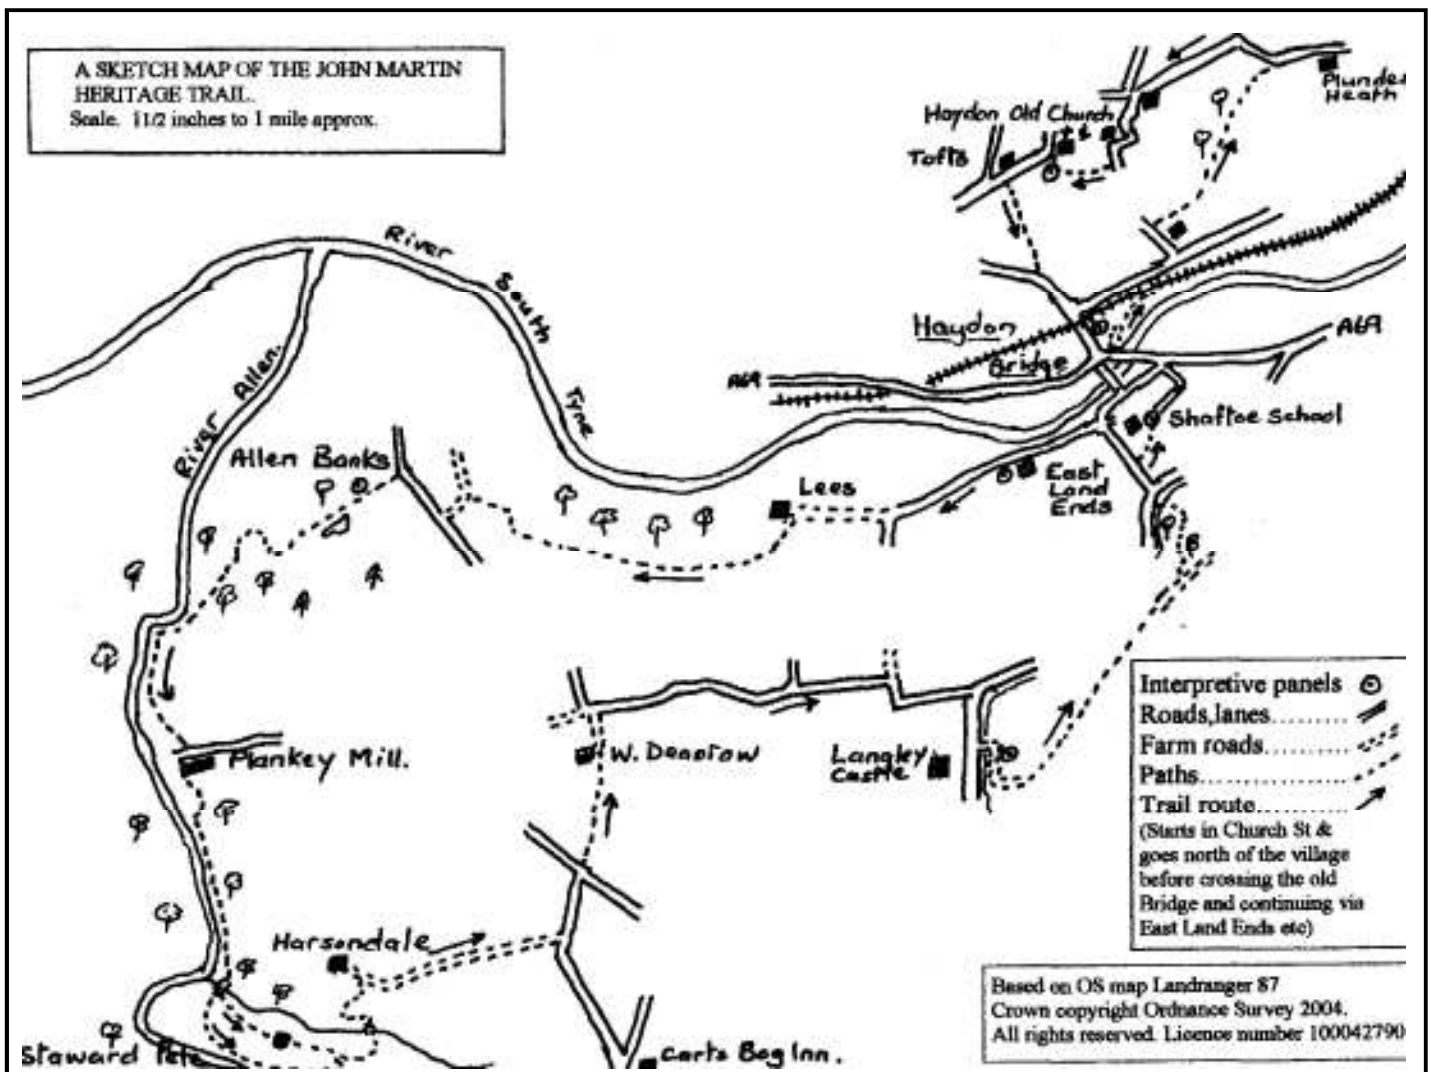 A SKETCH MAP OF THE JOHN MARTIN
HERITAGE TRAIL.
Scale. 11/2 inches to 1 mile approx.
Plunder
Heath
Haydon Old Church
Tofts
River
South
Tyne
River Allen.
Haydon
Bridge
A69
A69
Shaftoe School
Allen Banks
Lees
East
Land
Ends
Plankey Mill.
W. Deanraw
Langley
Castle
Interpretive panels
Roads,lanes.........
Farm roads..........
Paths................
Trail route..........
(Starts in Church St &
goes north of the village
before crossing the old
Bridge and continuing via
East Land Ends etc)
Harsondale
Staward Pele
Carts Bog Inn.
Based on OS map Landranger 87
Crown copyright Ordnance Survey 2004.
All rights reserved. Licence number 100042790